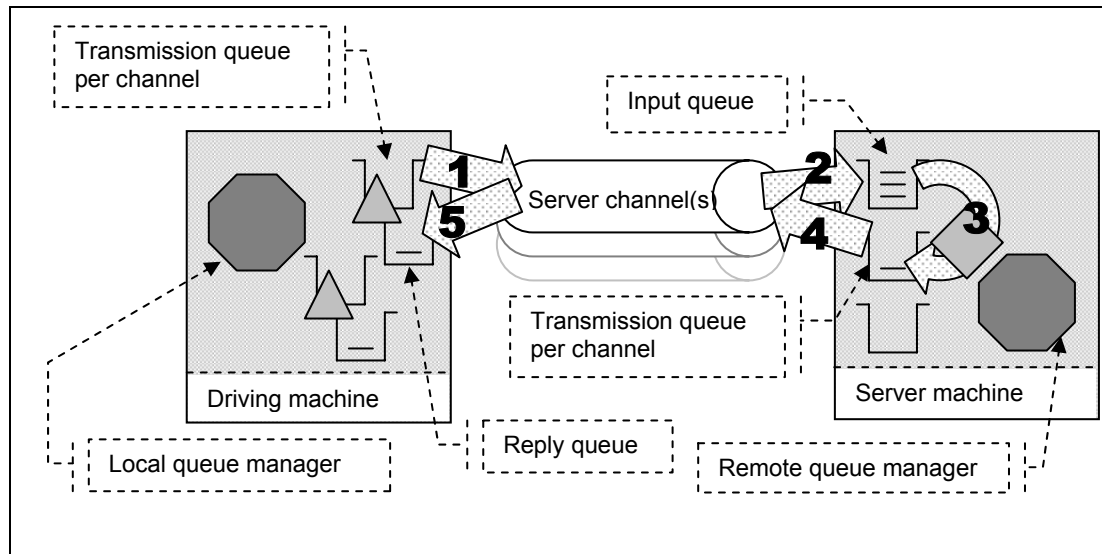 Transmission queue
per channel
Input queue
1
5
Server channel(s)
2
4
3
Transmission queue
per channel
Driving machine
Server machine
Local queue manager
Reply queue
Remote queue manager